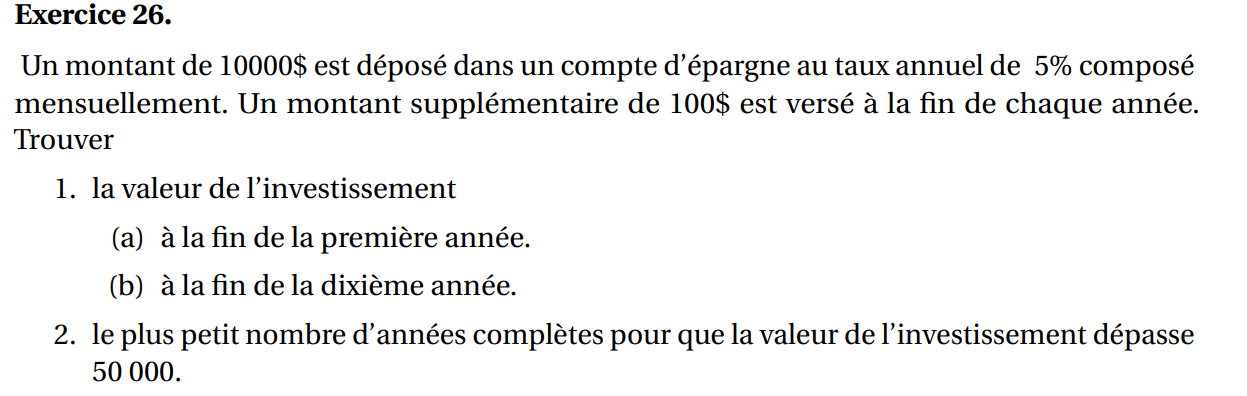 Exercice 26.
Un montant de 10000$ est déposé dans un compte d'épargne au taux annuel de 5% composé
mensuellement. Un montant supplémentaire de 100$ est versé à la fin de chaque année.
Trouver
1. la valeur de l'investissement
(a) à la fin de la première année.
(b) à la fin de la dixième année.
2. le plus petit nombre d'années complètes pour que la valeur de l'investissement dépasse
50 000.